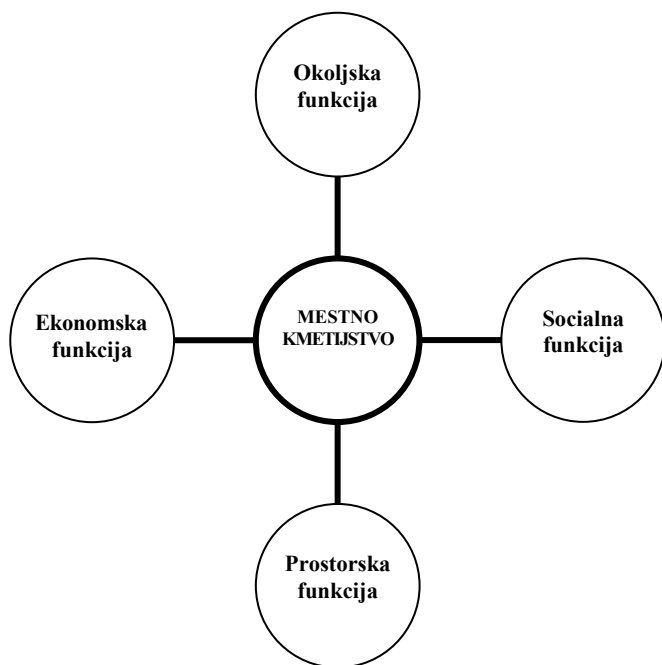 Okoljska
funkcija
Ekonomska
funkcija
MESTNO
KMETIJSTVO
Socialna
funkcija
Prostorska
funkcija